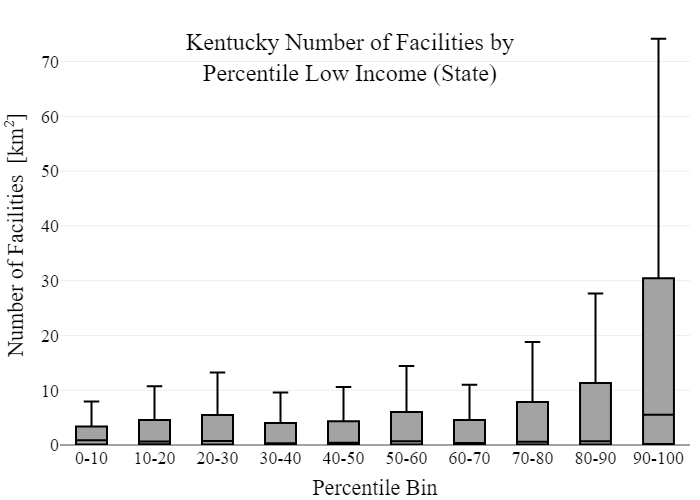 Kentucky Number of Facilities by
Percentile Low Income (State)
Number of Facilities [km²]
70
60
50
40
30
20
10
0
0-10 10-20 20-30 30-40 40-50 50-60 60-70 70-80 80-90 90-100
Percentile Bin